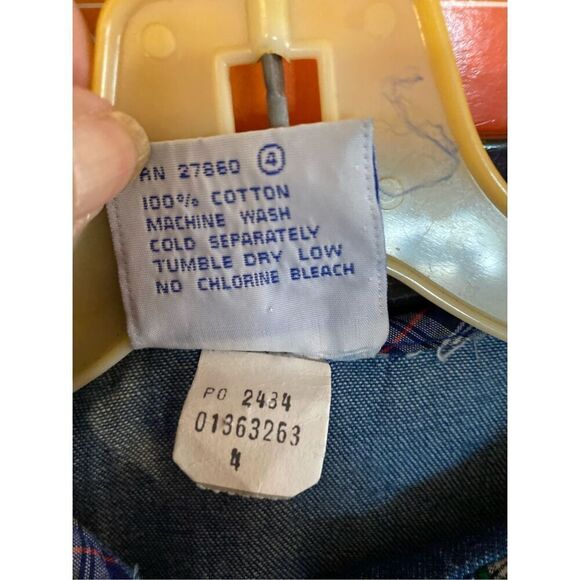 RN 27860 4
100% COTTON
MACHINE WASH
COLD SEPARATELY
TUMBLE DRY LOW
NO CHLORINE BLEACH
PO 2434
01363263
4